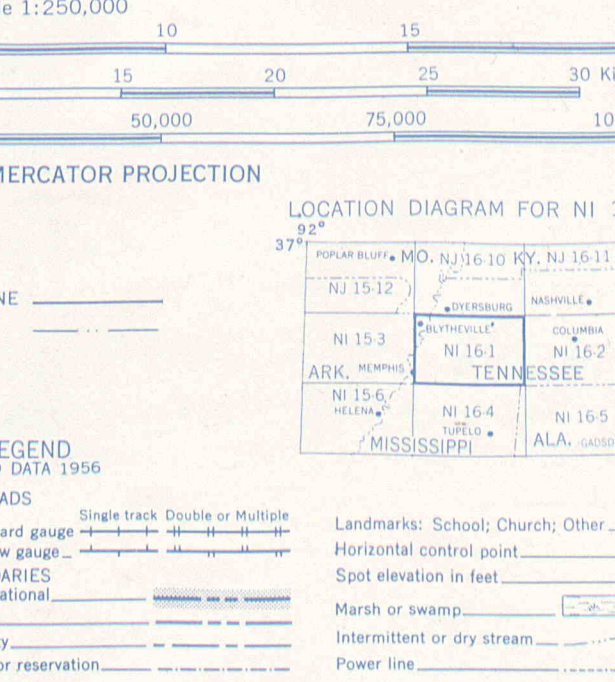 e 1:250,000
10 15
15 20 25 30 Ki
50,000 75,000 10
MERCATOR PROJECTION
LOCATION DIAGRAM FOR NI 1
92°
37°
POPLAR BLUFF MO. NJ 16-10 KY. NJ 16-11
NJ 15-12
DYERSBURG NASHVILLE
NE
BLYTHEVILLE COLUMBIA
NI 15-3 NI 16-1 NI 16-2
ARK. MEMPHIS TENNESSEE
NI 15-6
HELENA NI 16-4 NI 16-5
TUPELO
MISSISSIPPI ALA. GADSD
EGEND
DATA 1956
ADS
Single track Double or Multiple
ard gauge
w gauge
ARIES
ational
y
or reservation
Landmarks: School; Church; Other
Horizontal control point
Spot elevation in feet
Marsh or swamp
Intermittent or dry stream
Power line